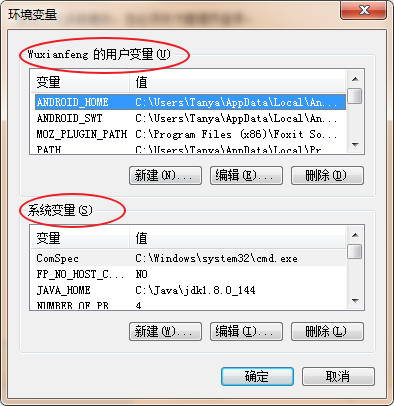 环境变量
Wuxianfeng 的用户变量(U)
变量 值
ANDROID_HOME C:\Users\Tanya\AppData\Local\An...
ANDROID_SWT C:\Users\Tanya\AppData\Local\An...
MOZ_PLUGIN_PATH C:\Program Files (x86)\Foxit So...
PATH C:\Users\Tanya\AppData\Local\Pr...
新建(N)... 编辑(E)... 删除(D)
系统变量(S)
变量 值
ComSpec C:\Windows\system32\cmd.exe
FP_NO_HOST_C... NO
JAVA_HOME C:\Java\jdk1.8.0_144
NUMBER_OF_PR... 4
新建(W)... 编辑(I)... 删除(L)
确定 取消